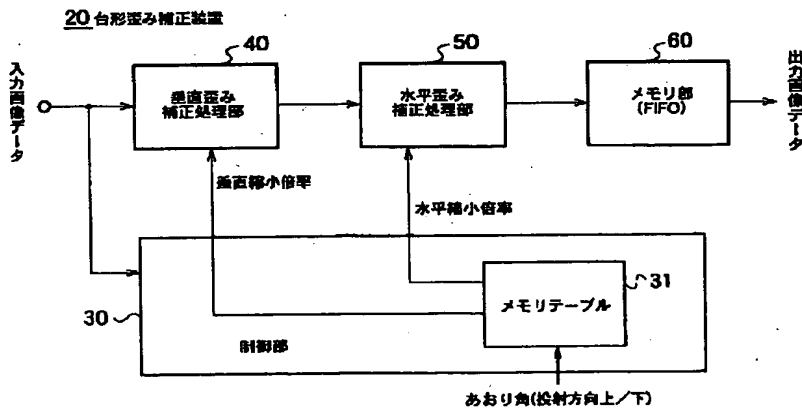 20 台形歪み補正装置
入力画像データ
40
垂直歪み
補正処理部
50
水平歪み
補正処理部
60
メモリ部
(FIFO)
出力画像データ
垂直縮小倍率
水平縮小倍率
30
制御部
31
メモリテーブル
あおり角(投射方向上/下)